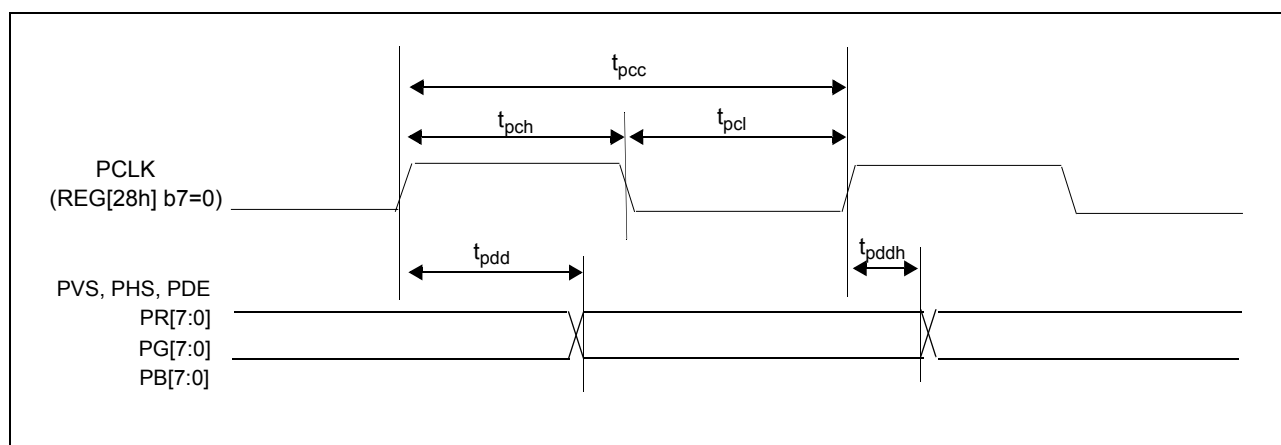 tpcc
tpch
tpcl
PCLK
(REG[28h] b7=0)
tpdd
tpddh
PVS, PHS, PDE
PR[7:0]
PG[7:0]
PB[7:0]